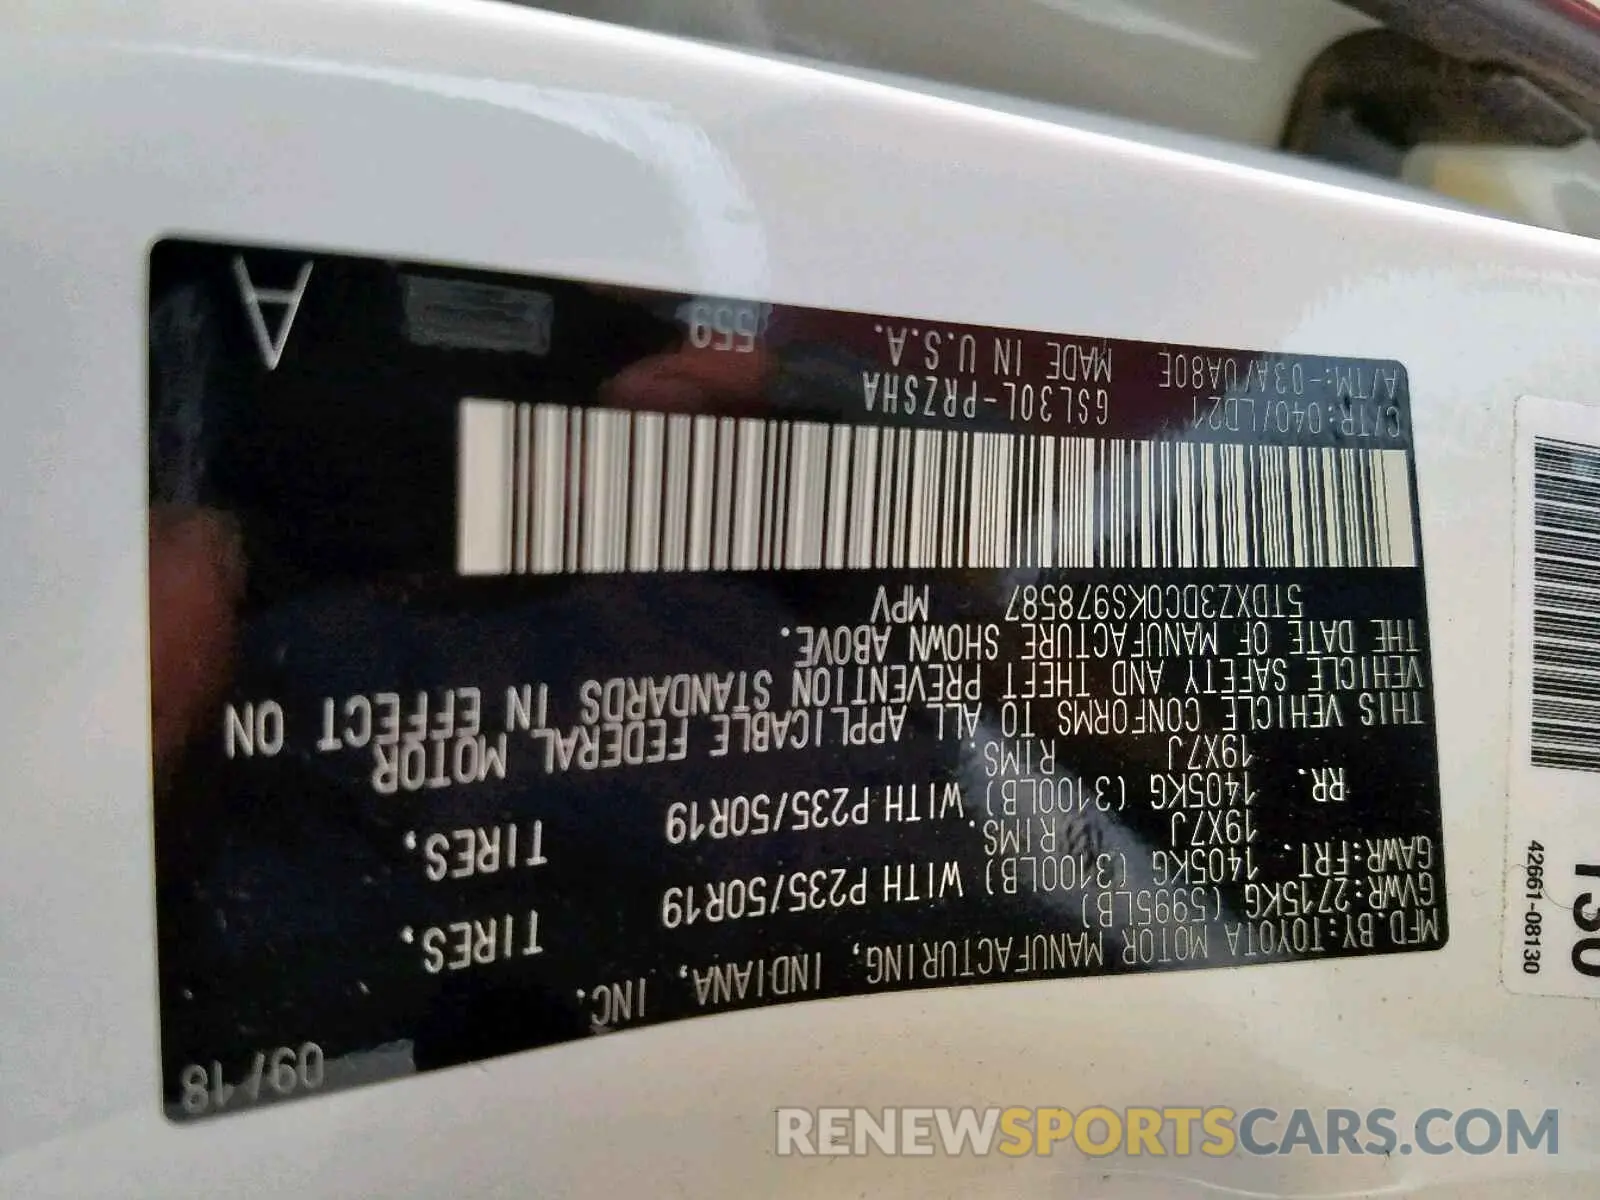 MFD.BY:TOYOTA MOTOR MANUFACTURING, INDIANA, INC. 09/18
GVWR:2715KG (5995LB)
GAWR:FRT. 1405KG (3100LB) WITH P235/50R19 TIRES,
19X7J RIMS.
RR. 1405KG (3100LB) WITH P235/50R19 TIRES,
19X7J RIMS.
THIS VEHICLE CONFORMS TO ALL APPLICABLE FEDERAL MOTOR
VEHICLE SAFETY AND THEFT PREVENTION STANDARDS IN EFFECT ON
THE DATE OF MANUFACTURE SHOWN ABOVE.
5TDXZ3DC0KS978587 MPV
C/TR:040/LD21 GSL30L-PRZSHA
A/TM:-03A/UA80E MADE IN U.S.A. 559 A
42661-08130
130
RENEWSPORTSCARS.COM